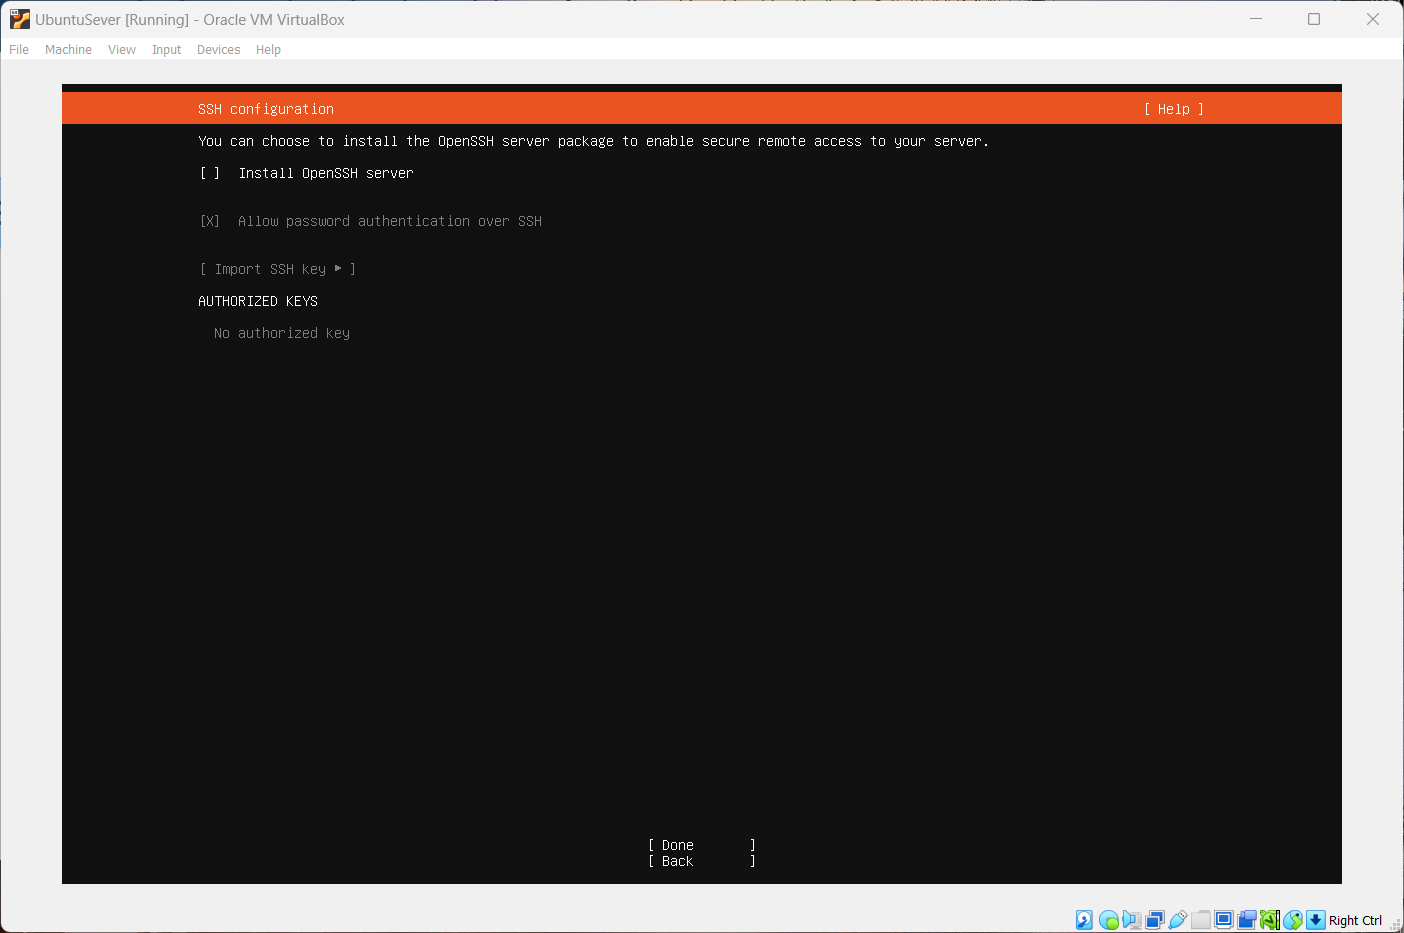 UbuntuSever [Running] - Oracle VM VirtualBox
File Machine View Input Devices Help
SSH configuration [ Help ]
You can choose to install the OpenSSH server package to enable secure remote access to your server.
[ ] Install OpenSSH server
[X] Allow password authentication over SSH
[ Import SSH key ▸ ]
AUTHORIZED KEYS
No authorized key
[ Done ]
[ Back ]
Right Ctrl